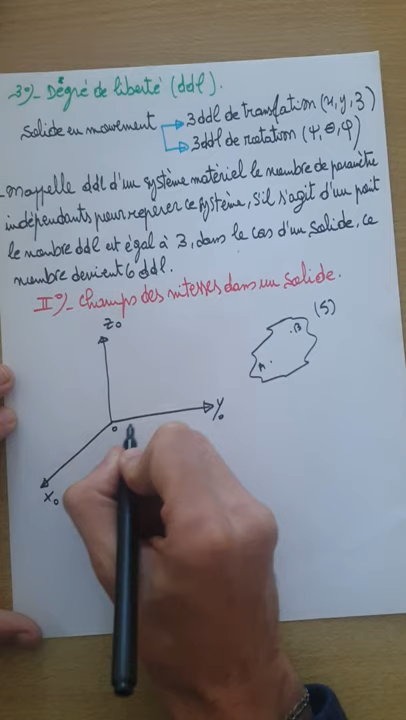 3°)- Dégré de liberté (ddl).
Solide en mouvement
3ddl de translation (x, y, z)
3ddl de rotation (ψ, θ, φ)
- on appelle ddl d'un système matériel le nombre de paramètre
indépendants pour repérer ce système, s'il s'agit d'un point
le nombre ddl est égal à 3, dans le cas d'un solide, ce
nombre devient 6 ddl.
II°)- Champs des vitesses dans un solide.
Z₀
(S)
B
A
Y₀
o
X₀